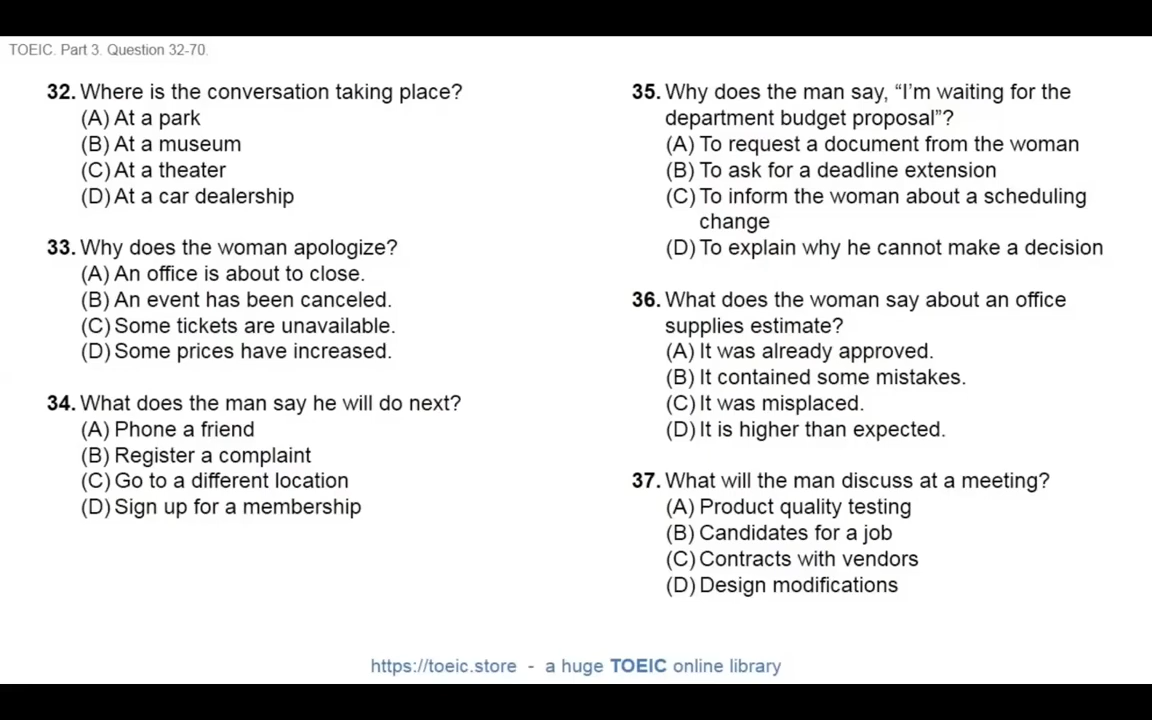 TOEIC. Part 3. Question 32-70.
32. Where is the conversation taking place?
(A) At a park
(B) At a museum
(C) At a theater
(D) At a car dealership
33. Why does the woman apologize?
(A) An office is about to close.
(B) An event has been canceled.
(C) Some tickets are unavailable.
(D) Some prices have increased.
34. What does the man say he will do next?
(A) Phone a friend
(B) Register a complaint
(C) Go to a different location
(D) Sign up for a membership
35. Why does the man say, “I’m waiting for the
department budget proposal”?
(A) To request a document from the woman
(B) To ask for a deadline extension
(C) To inform the woman about a scheduling
change
(D) To explain why he cannot make a decision
36. What does the woman say about an office
supplies estimate?
(A) It was already approved.
(B) It contained some mistakes.
(C) It was misplaced.
(D) It is higher than expected.
37. What will the man discuss at a meeting?
(A) Product quality testing
(B) Candidates for a job
(C) Contracts with vendors
(D) Design modifications
https://toeic.store - a huge TOEIC online library